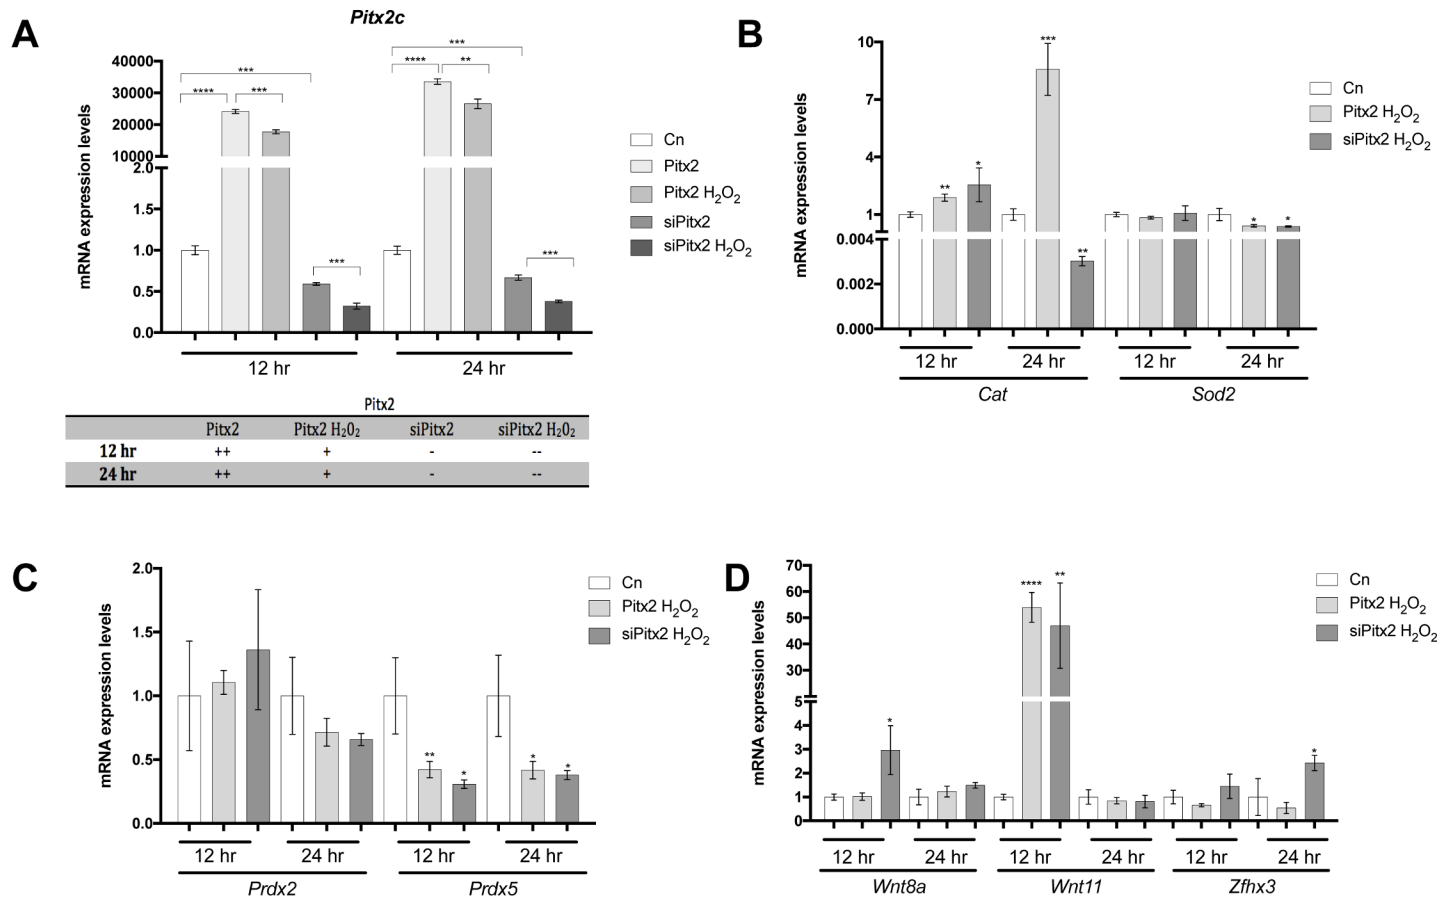 A
Pitx2c
mRNA expression levels
40000
30000
20000
10000
2.0
1.5
1.0
0.5
0.0
***
****
***
***
***
****
**
***
12 hr
24 hr
Cn
Pitx2
Pitx2 H2O2
siPitx2
siPitx2 H2O2
Pitx2
Pitx2 Pitx2 H2O2 siPitx2 siPitx2 H2O2
12 hr ++ + - --
24 hr ++ + - --
B
mRNA expression levels
10
7
4
1
0.004
0.002
0.000
**
*
***
**
*
*
12 hr
24 hr
12 hr
24 hr
Cat
Sod2
Cn
Pitx2 H2O2
siPitx2 H2O2
C
mRNA expression levels
2.0
1.5
1.0
0.5
0.0
**
*
*
*
12 hr
24 hr
12 hr
24 hr
Prdx2
Prdx5
Cn
Pitx2 H2O2
siPitx2 H2O2
D
mRNA expression levels
70
60
50
40
30
5
4
3
2
1
0
*
****
**
*
12 hr
24 hr
12 hr
24 hr
12 hr
24 hr
Wnt8a
Wnt11
Zfhx3
Cn
Pitx2 H2O2
siPitx2 H2O2